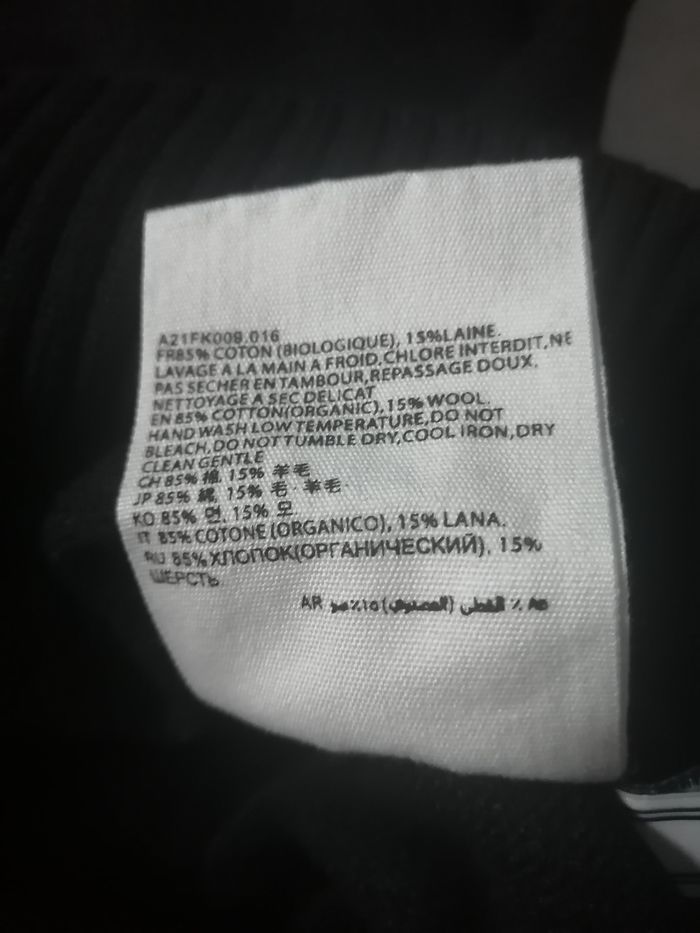 A21FK009.016
FR85% COTON (BIOLOGIQUE), 15%LAINE.
LAVAGE A LA MAIN A FROID,CHLORE INTERDIT,NE
PAS SECHER EN TAMBOUR,REPASSAGE DOUX,
NETTOYAGE A SEC DELICAT
EN 85% COTTON(ORGANIC), 15% WOOL.
HAND WASH LOW TEMPERATURE,DO NOT
BLEACH,DO NOT TUMBLE DRY,COOL IRON,DRY
CLEAN GENTLE
CH 85% 棉, 15% 羊毛
JP 85% 綿, 15% 毛 · 羊毛
KO 85% 면, 15% 모
IT 85% COTONE (ORGANICO), 15% LANA.
RU 85% ХЛОПОК(ОРГАНИЧЕСКИЙ), 15%
ШЕРСТЬ
AR